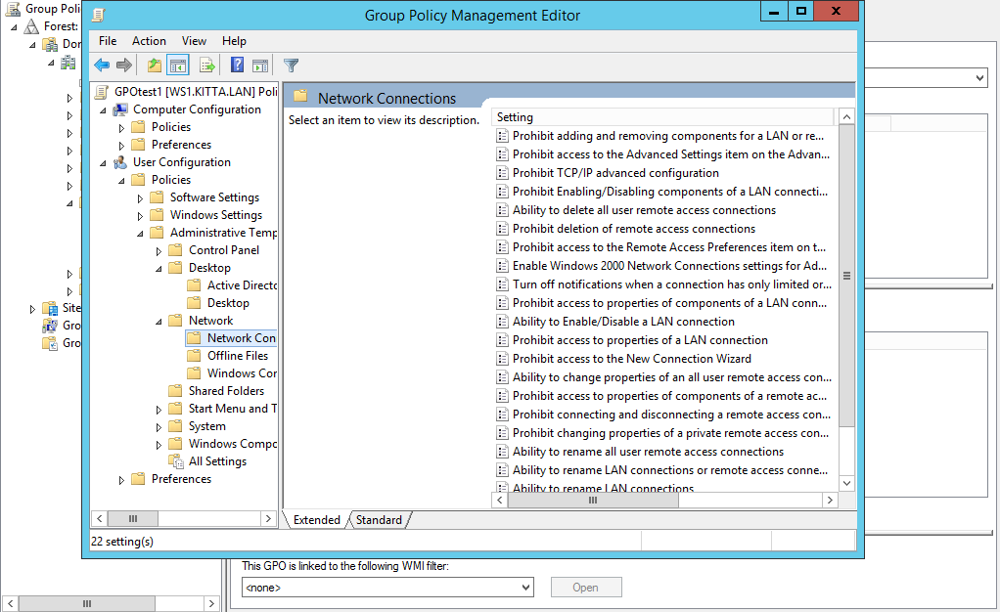 Group Poli
Forest:
Dor
Site
Gro
Gro
Group Policy Management Editor
File Action View Help
GPOtest1 [WS1.KITTA.LAN] Poli
Computer Configuration
Policies
Preferences
User Configuration
Policies
Software Settings
Windows Settings
Administrative Temp
Control Panel
Desktop
Active Directo
Desktop
Network
Network Con
Offline Files
Windows Cor
Shared Folders
Start Menu and T
System
Windows Compo
All Settings
Preferences
Network Connections
Select an item to view its description.
Setting
Prohibit adding and removing components for a LAN or re...
Prohibit access to the Advanced Settings item on the Advan...
Prohibit TCP/IP advanced configuration
Prohibit Enabling/Disabling components of a LAN connecti...
Ability to delete all user remote access connections
Prohibit deletion of remote access connections
Prohibit access to the Remote Access Preferences item on t...
Enable Windows 2000 Network Connections settings for Ad...
Turn off notifications when a connection has only limited or...
Prohibit access to properties of components of a LAN conn...
Ability to Enable/Disable a LAN connection
Prohibit access to properties of a LAN connection
Prohibit access to the New Connection Wizard
Ability to change properties of an all user remote access con...
Prohibit access to properties of components of a remote ac...
Prohibit connecting and disconnecting a remote access con...
Prohibit changing properties of a private remote access con...
Ability to rename all user remote access connections
Ability to rename LAN connections or remote access conne...
Ability to rename LAN connections
Extended Standard
22 setting(s)
This GPO is linked to the following WMI filter:
<none>
Open